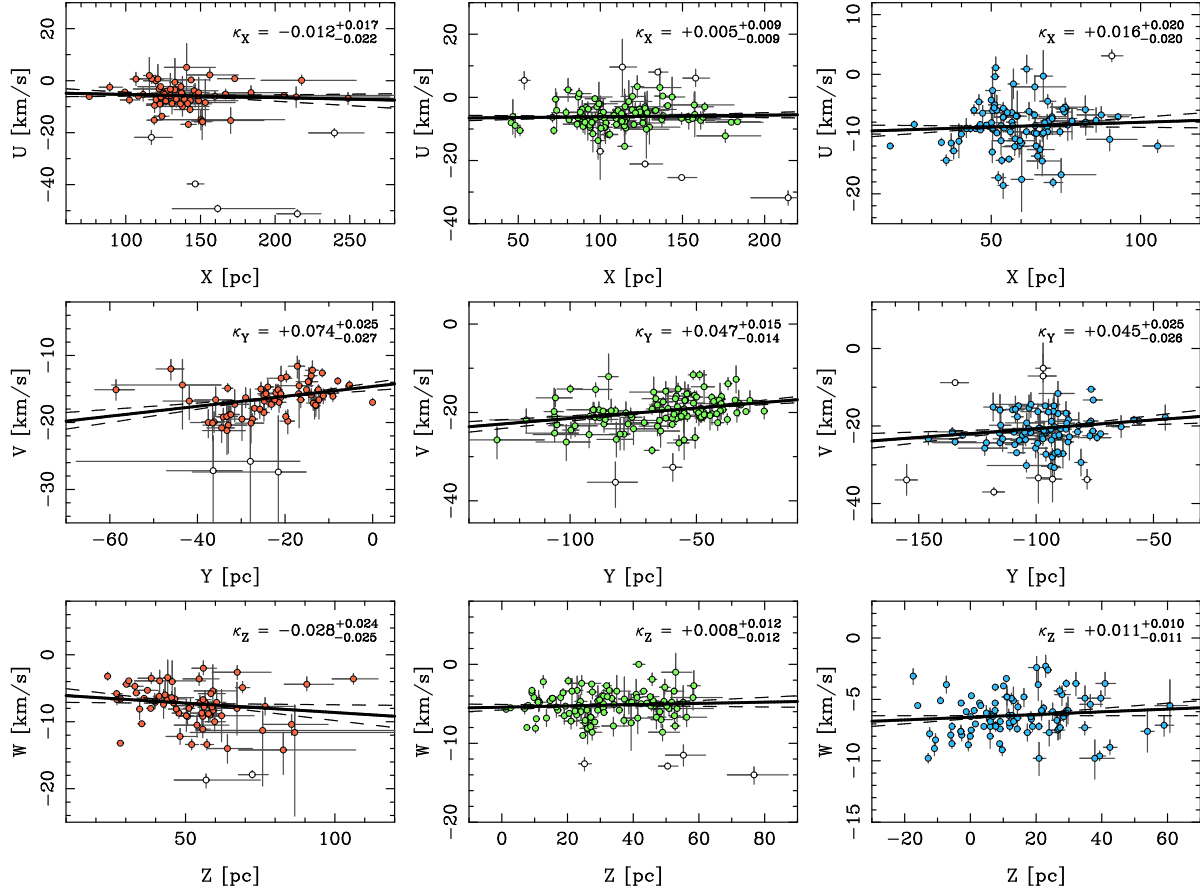 κX = −0.012 +0.017 −0.022
20
0
−20
−40
U [km/s]
100 150 200 250
X [pc]
κX = +0.005 +0.009 −0.009
20
0
−20
−40
U [km/s]
50 100 150 200
X [pc]
κX = +0.016 +0.020 −0.020
10
0
−10
−20
U [km/s]
50 100
X [pc]
κY = +0.074 +0.025 −0.027
−10
−20
−30
V [km/s]
−60 −40 −20 0
Y [pc]
κY = +0.047 +0.015 −0.014
0
−20
−40
V [km/s]
−100 −50
Y [pc]
κY = +0.045 +0.025 −0.026
0
−20
−40
V [km/s]
−150 −100 −50
Y [pc]
κZ = −0.028 +0.024 −0.025
0
−10
−20
W [km/s]
50 100
Z [pc]
κZ = +0.008 +0.012 −0.012
0
−10
−20
W [km/s]
0 20 40 60 80
Z [pc]
κZ = +0.011 +0.010 −0.011
0
−5
−10
−15
W [km/s]
−20 0 20 40 60
Z [pc]